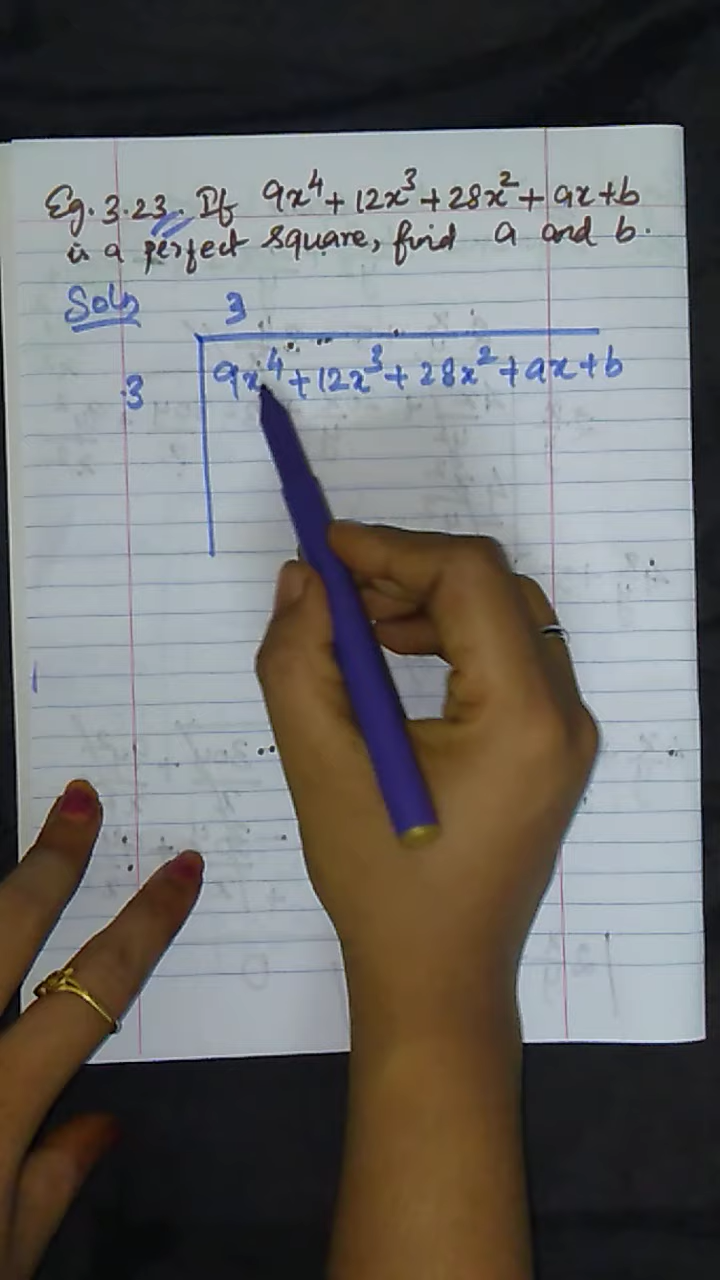 Eg. 3.23. If 9x⁴ + 12x³ + 28x² + ax + b
is a perfect square, find a and b.
Soln
3
3 9x⁴ + 12x³ + 28x² + ax + b